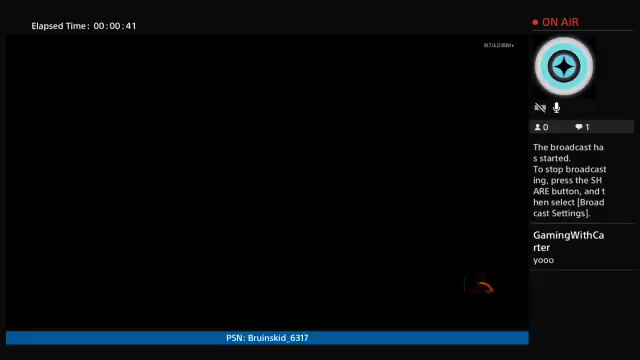 Elapsed Time: 00:00:41
ON AIR
0
1
The broadcast ha
s started.
To stop broadcast
ing, press the SH
ARE button, and t
hen select [Broad
cast Settings].
GamingWithCa
rter
yooo
PSN: Bruinskid_6317